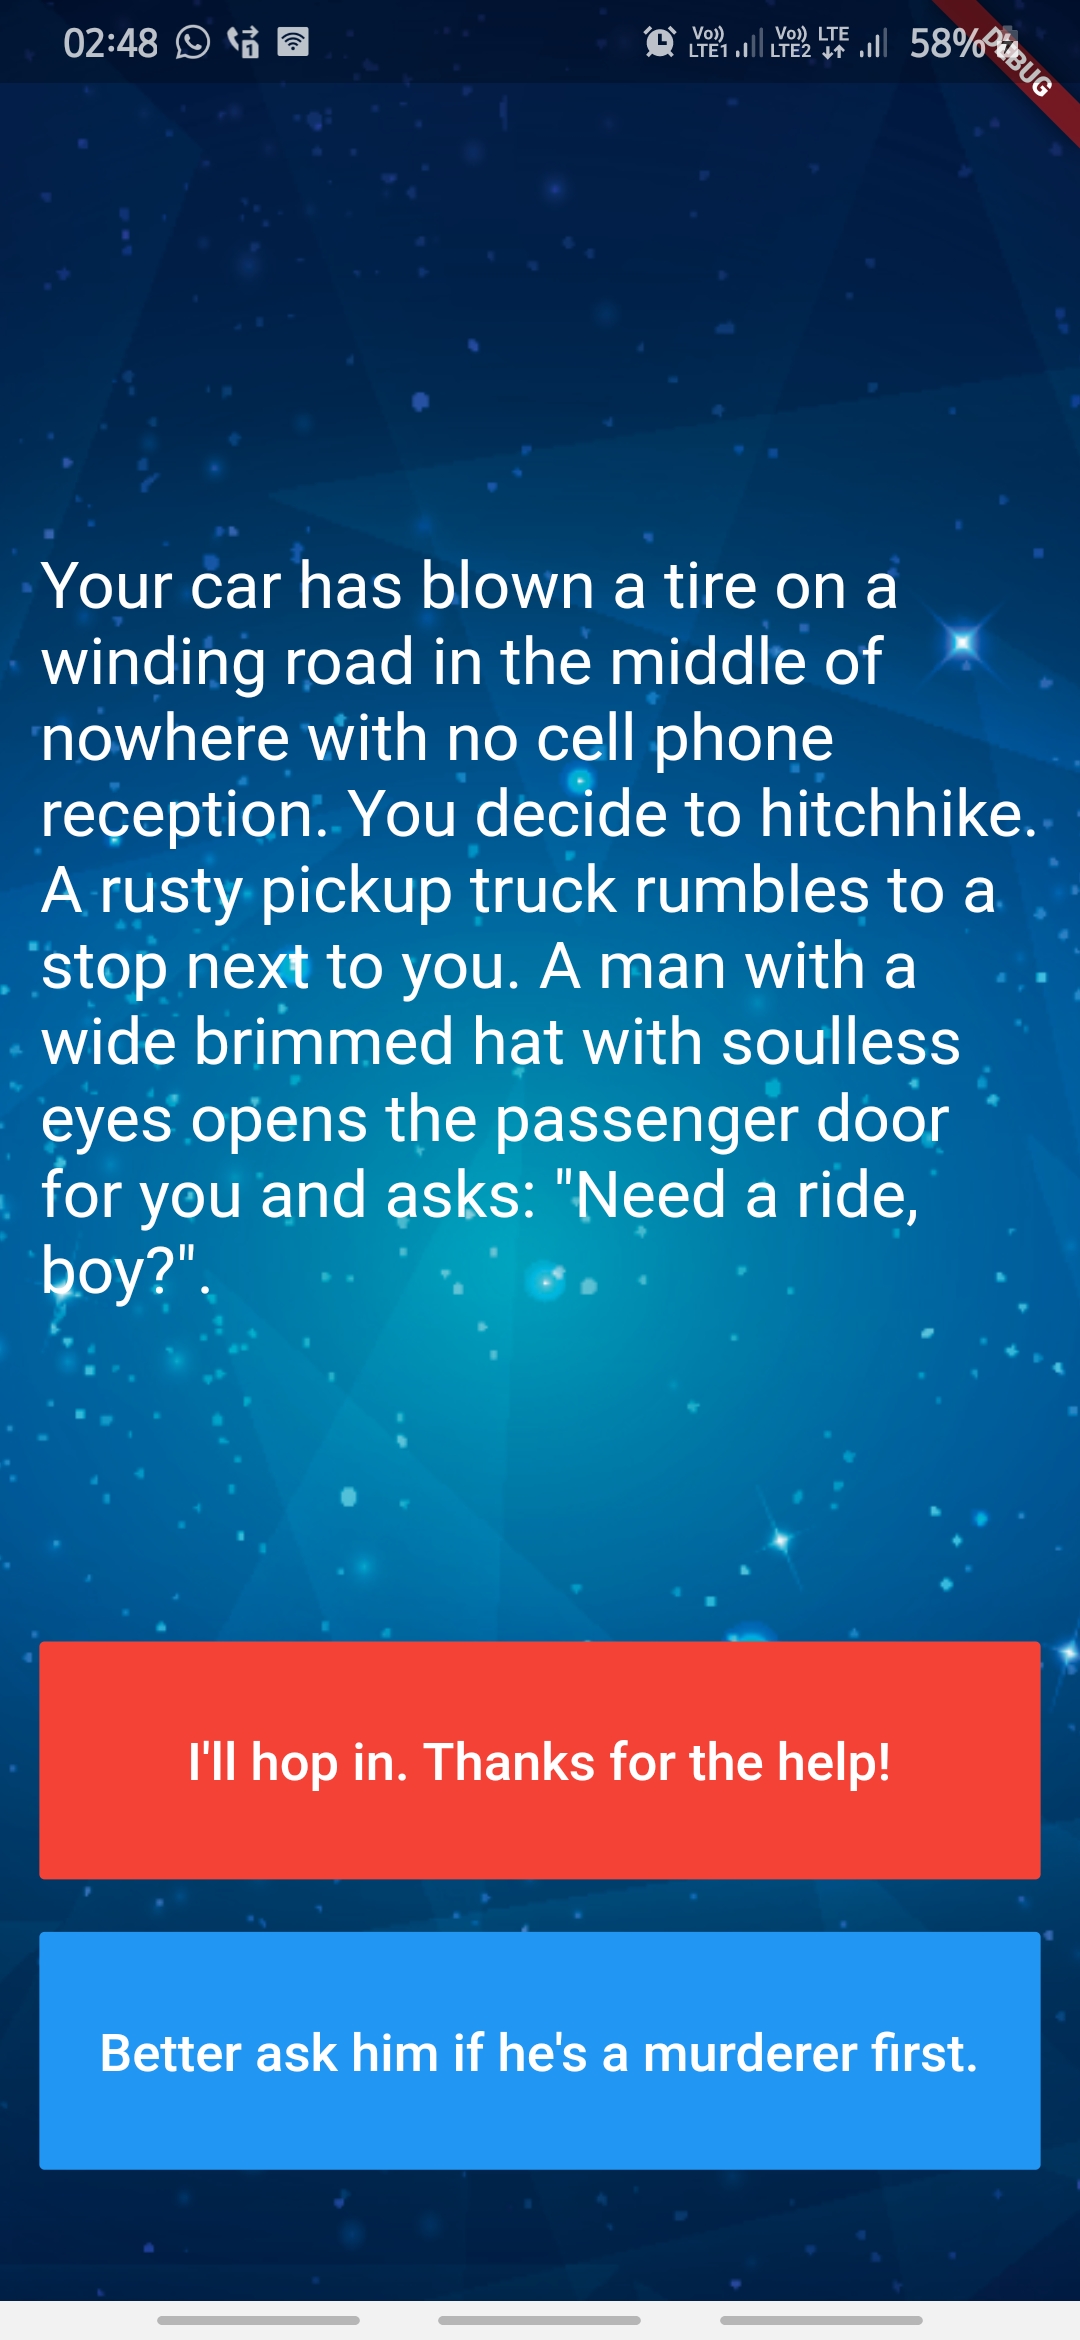 02:48
Vo)) LTE1 Vo)) LTE2 LTE 58%
DEBUG
Your car has blown a tire on a
winding road in the middle of
nowhere with no cell phone
reception. You decide to hitchhike.
A rusty pickup truck rumbles to a
stop next to you. A man with a
wide brimmed hat with soulless
eyes opens the passenger door
for you and asks: "Need a ride,
boy?".
I'll hop in. Thanks for the help!
Better ask him if he's a murderer first.